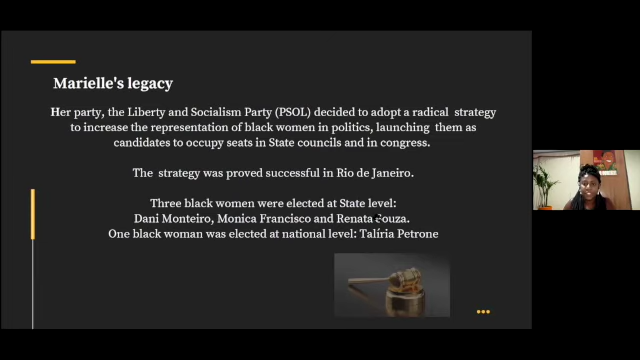 Marielle's legacy
Her party, the Liberty and Socialism Party (PSOL) decided to adopt a radical strategy
to increase the representation of black women in politics, launching them as
candidates to occupy seats in State councils and in congress.
The strategy was proved successful in Rio de Janeiro.
Three black women were elected at State level:
Dani Monteiro, Monica Francisco and Renata Souza.
One black woman was elected at national level: Talíria Petrone